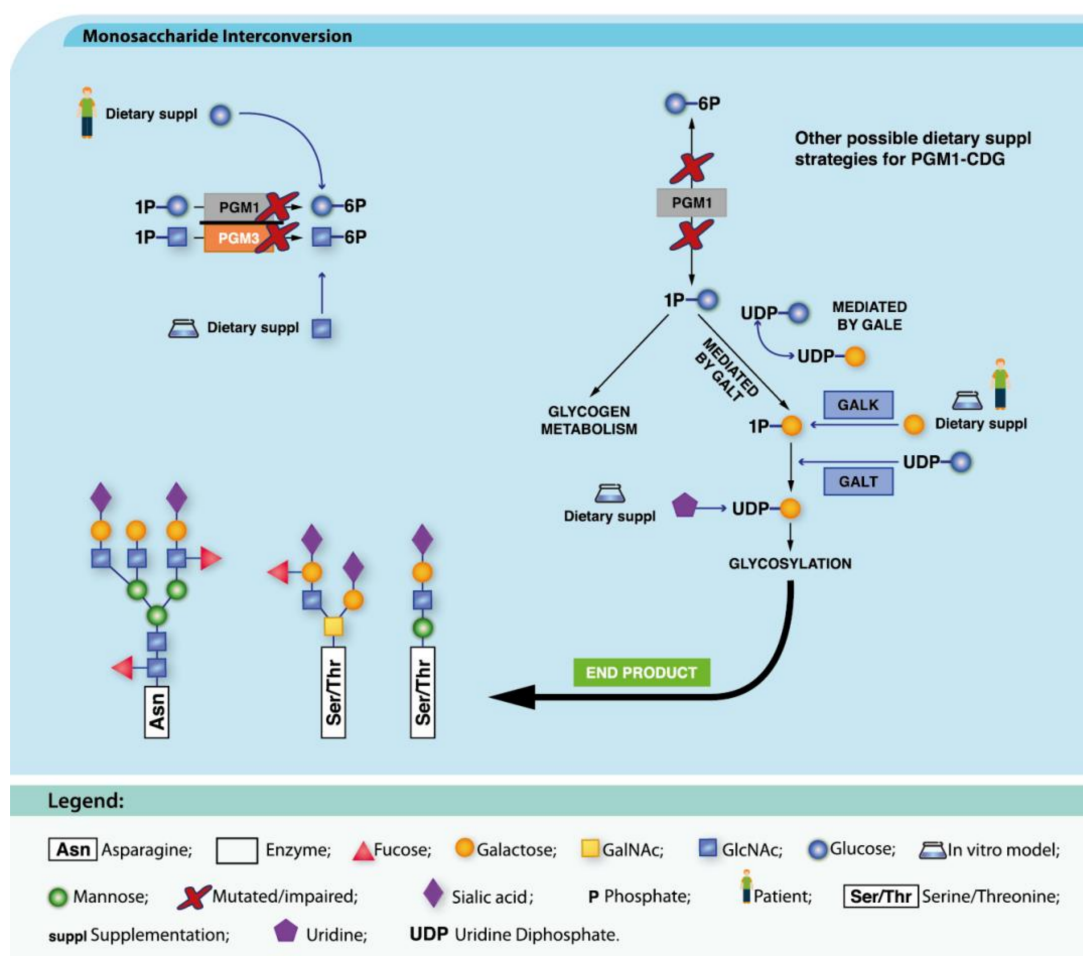 Monosaccharide Interconversion
Dietary suppl
1P
PGM1
6P
1P
PGM3
6P
Dietary suppl
6P
Other possible dietary suppl
strategies for PGM1-CDG
PGM1
1P
UDP
MEDIATED
BY GALE
UDP
MEDIATED
BY GALT
GLYCOGEN
METABOLISM
1P
GALK
Dietary suppl
UDP
GALT
Dietary suppl
UDP
GLYCOSYLATION
END PRODUCT
Asn
Ser/Thr
Ser/Thr
Legend:
Asn Asparagine; Enzyme; Fucose; Galactose; GalNAc; GlcNAc; Glucose; In vitro model;
Mannose; Mutated/impaired; Sialic acid; P Phosphate; Patient; Ser/Thr Serine/Threonine;
suppl Supplementation; Uridine; UDP Uridine Diphosphate.